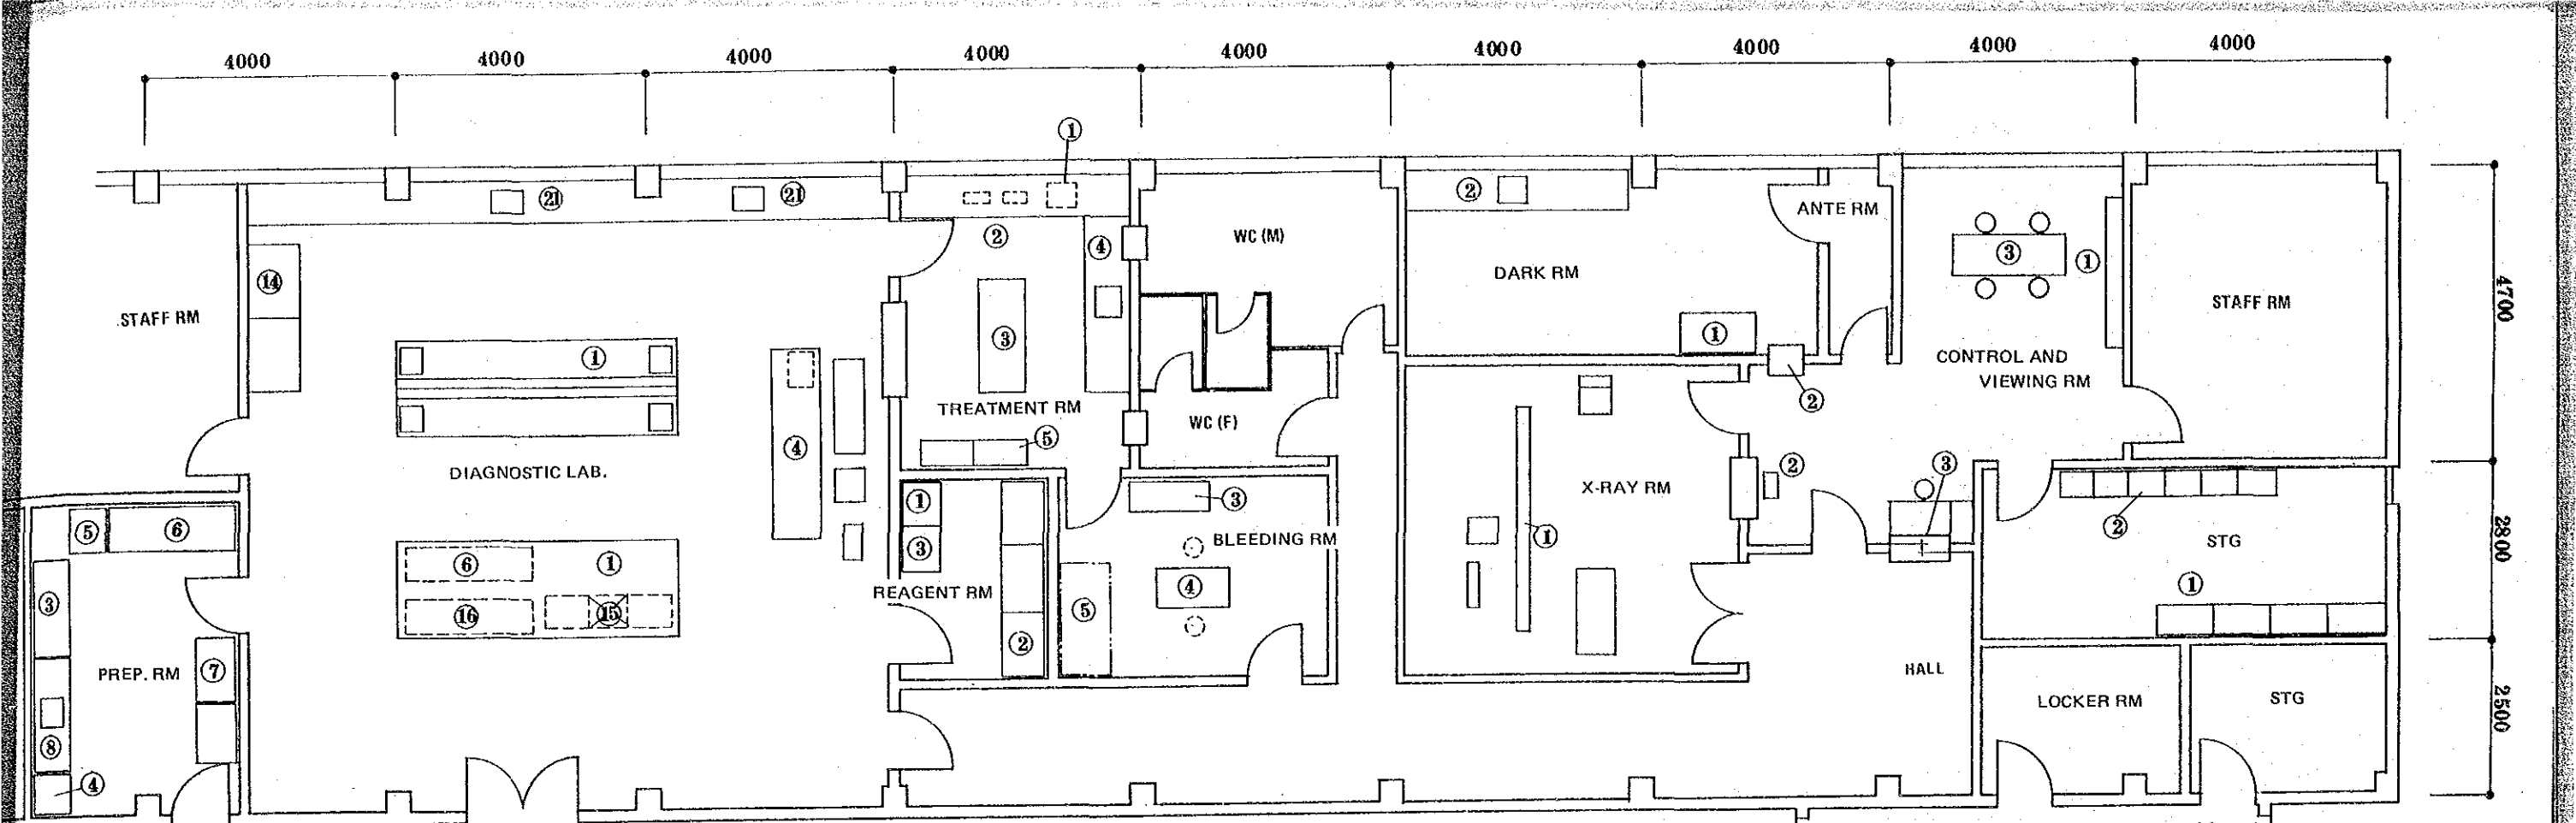 4000 4000 4000 4000 4000 4000 4000 4000 4000
①
② ㉑ ㉑
ANTE RM
② ④ WC (M) ③ ①
⑭ DARK RM
STAFF RM
4700
.STAFF RM
① ③ ①
CONTROL AND
VIEWING RM
②
TREATMENT RM
WC (F)
④ ⑤
DIAGNOSTIC LAB.
② ③
X-RAY RM
① ③
②
⑤ ⑥
③ BLEEDING RM
①
STG
2800
⑥ ①
④
REAGENT RM
①
③ ⑯ ⑮ ⑤
②
PREP. RM ⑦
HALL
LOCKER RM
STG
2500
⑧
④